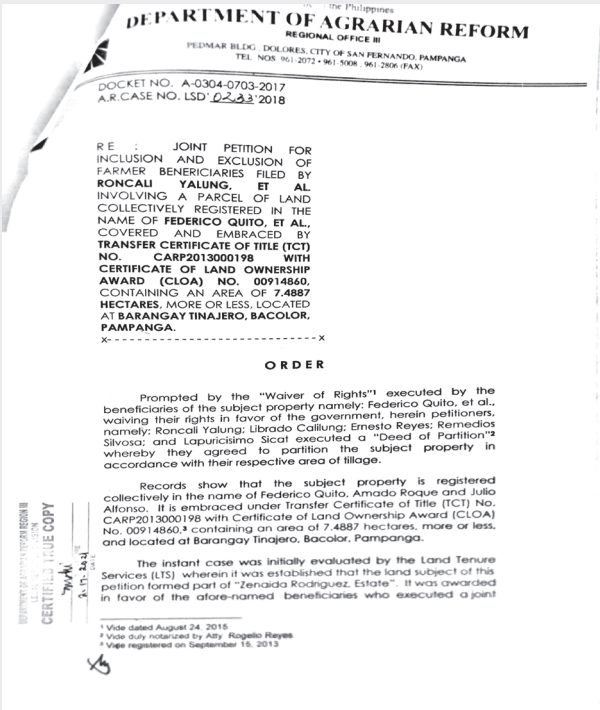 the Philippines
DEPARTMENT OF AGRARIAN REFORM
REGIONAL OFFICE III
PEDMAR BLDG., DOLORES, CITY OF SAN FERNANDO, PAMPANGA
TEL NOS 961-2072 • 961-5008, 961-2806 (FAX)
DOCKET NO. A-0304-0703-2017
A.R.CASE NO. LSD' 0233 '2018
RE : JOINT PETITION FOR
INCLUSION AND EXCLUSION OF
FARMER BENERICIARIES FILED BY
RONCALI YALUNG, ET AL
INVOLVING A PARCEL OF LAND
COLLECTIVELY REGISTERED IN THE
NAME OF FEDERICO QUITO, ET AL.,
COVERED AND EMBRACED BY
TRANSFER CERTIFICATE OF TITLE (TCT)
NO. CARP2013000198 WITH
CERTIFICATE OF LAND OWNERSHIP
AWARD (CLOA) NO. 00914860,
CONTAINING AN AREA OF 7.4887
HECTARES, MORE OR LESS, LOCATED
AT BARANGAY TINAJERO, BACOLOR,
PAMPANGA.
x------------------------------x
ORDER
Prompted by the "Waiver of Rights"¹ executed by the
beneficiaries of the subject property namely: Federico Quito, et al.,
waiving their rights in favor of the government, herein petitioners,
namely: Roncali Yalung; Librado Calilung; Ernesto Reyes; Remedios
Silvosa; and Lapuricisimo Sicat executed a "Deed of Partition"²
whereby they agreed to partition the subject property in
accordance with their respective area of tillage.
Records show that the subject property is registered
collectively in the name of Federico Quito, Amado Roque and Julio
Alfonso. It is embraced under Transfer Certificate of Title (TCT) No.
CARP2013000198 with Certificate of Land Ownership Award (CLOA)
No. 00914860,³ containing an area of 7.4887 hectares, more or less,
and located at Barangay Tinajero, Bacolor, Pampanga.
The instant case was initially evaluated by the Land Tenure
Services (LTS) wherein it was established that the land subject of this
petition formed part of "Zenaida Rodriguez, Estate". It was awarded
in favor of the afore-named beneficiaries who executed a joint
¹ Vide dated August 24, 2015
² Vide duly notarized by Atty. Rogelio Reyes
³ Vide registered on September 15, 2013
DEPARTMENT OF AGRARIAN REFORM REGION III
CERTIFIED TRUE COPY
DATE